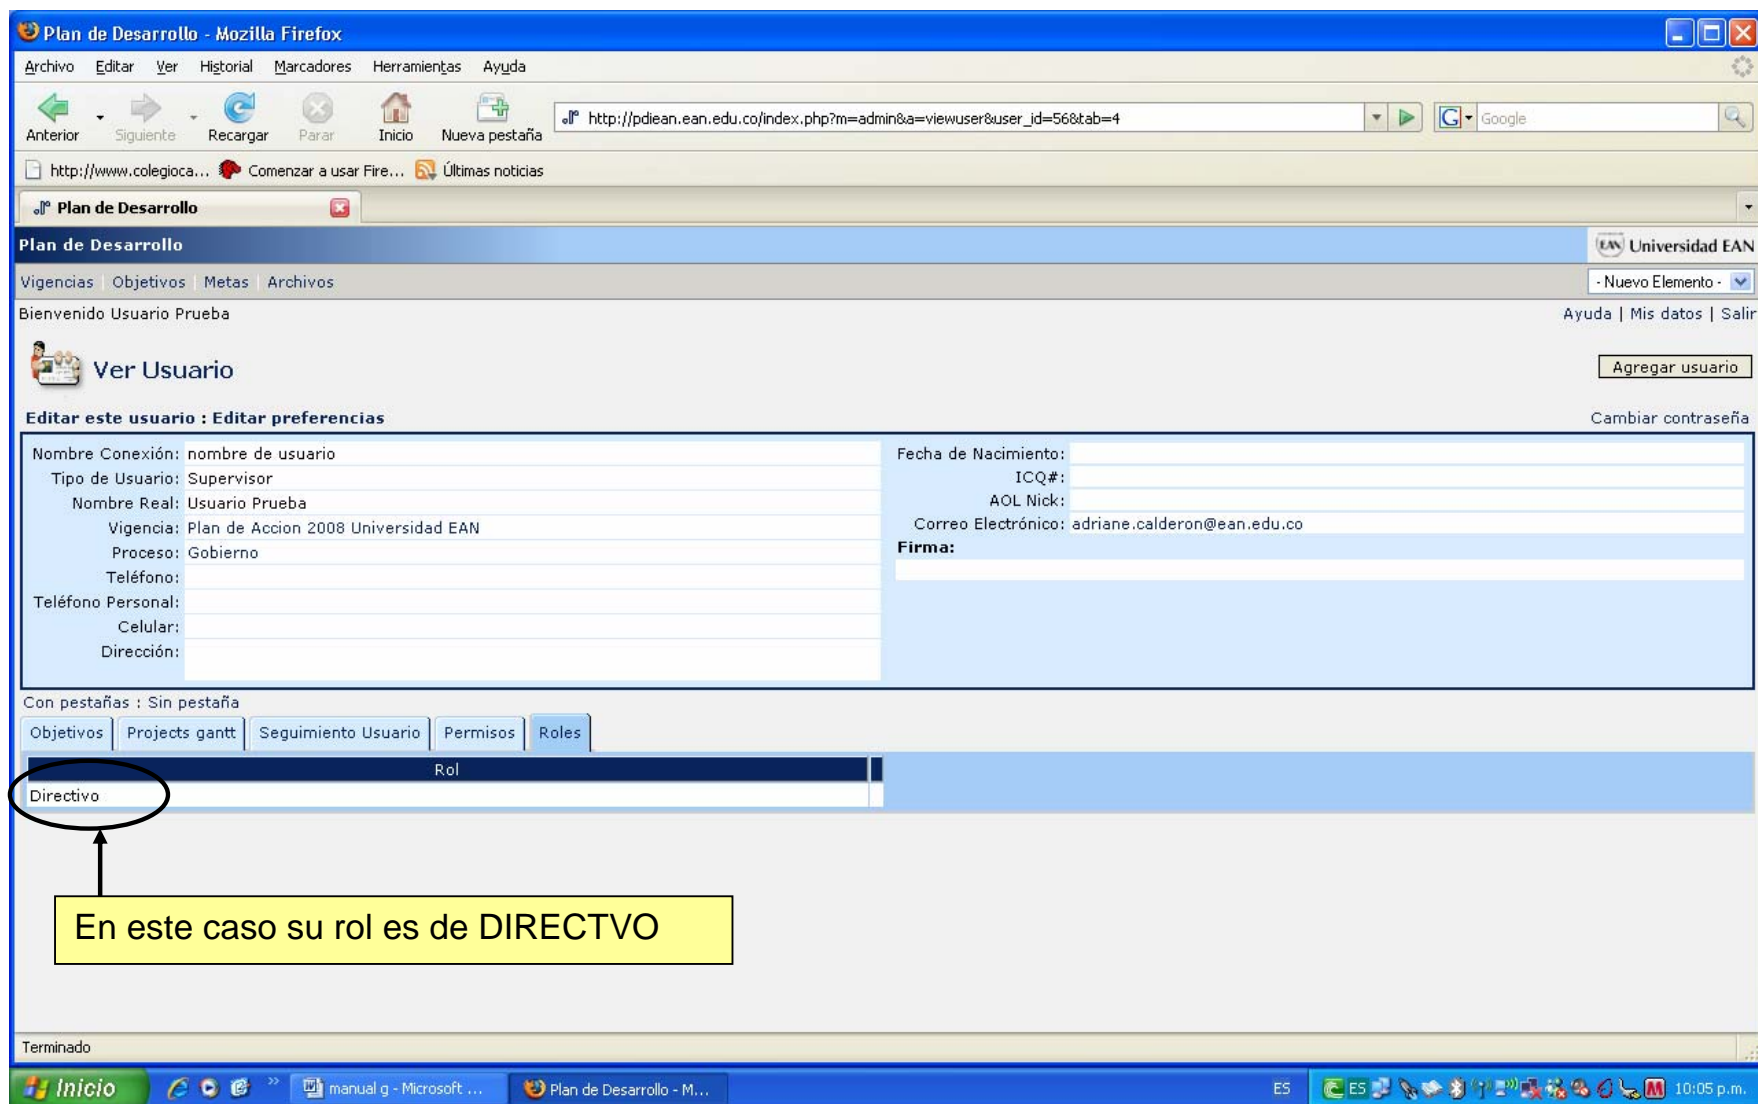 Plan de Desarrollo - Mozilla Firefox
Archivo Editar Ver Historial Marcadores Herramientas Ayuda
Anterior Siguiente Recargar Parar Inicio Nueva pestaña http://pdiean.ean.edu.co/index.php?m=admin&a=viewuser&user_id=56&tab=4 G Google
http://www.colegioca... Comenzar a usar Fire... Últimas noticias
Plan de Desarrollo
Plan de Desarrollo EAN Universidad EAN
Vigencias Objetivos Metas Archivos - Nuevo Elemento -
Bienvenido Usuario Prueba Ayuda | Mis datos | Salir
Ver Usuario Agregar usuario
Editar este usuario : Editar preferencias Cambiar contraseña
Nombre Conexión: nombre de usuario Fecha de Nacimiento:
Tipo de Usuario: Supervisor ICQ#:
Nombre Real: Usuario Prueba AOL Nick:
Vigencia: Plan de Accion 2008 Universidad EAN Correo Electrónico: adriane.calderon@ean.edu.co
Proceso: Gobierno Firma:
Teléfono:
Teléfono Personal:
Celular:
Dirección:
Con pestañas : Sin pestaña
Objetivos Projects gantt Seguimiento Usuario Permisos Roles
Rol
Directivo
En este caso su rol es de DIRECTVO
Terminado
Inicio » manual g - Microsoft ... Plan de Desarrollo - M... ES ES 10:05 p.m.